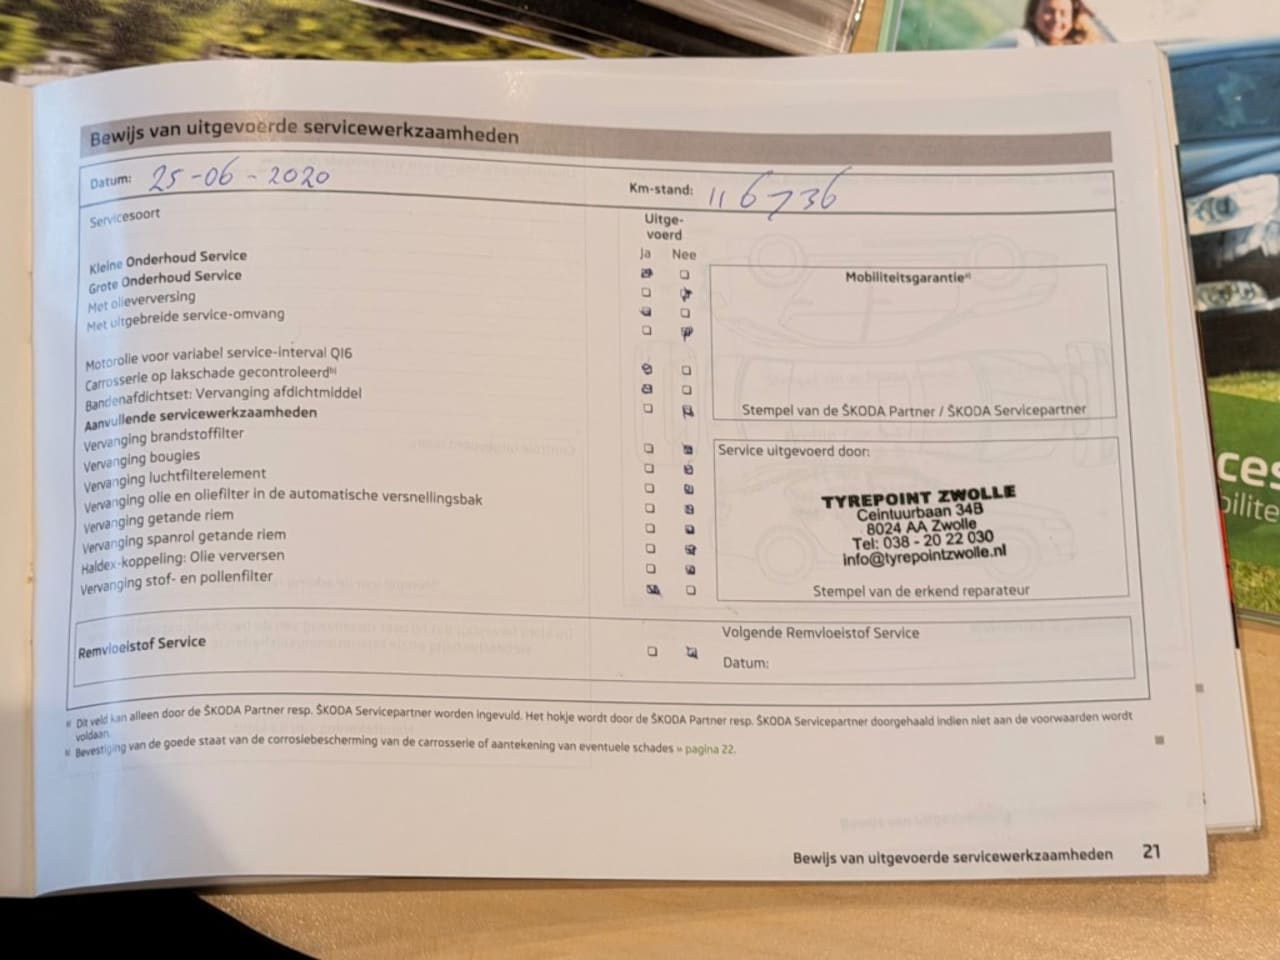 Bewijs van uitgevoerde servicewerkzaamheden
Datum: 25-06-2020
Km-stand: 116736
Servicesoort
Uitge-
voerd
Ja Nee
Kleine Onderhoud Service
Grote Onderhoud Service
Met olieverversing
Met uitgebreide service-omvang
Motorolie voor variabel service-interval QI6
Carrosserie op lakschade gecontroleerd b)
Bandenafdichtset: Vervanging afdichtmiddel
Aanvullende servicewerkzaamheden
Vervanging brandstoffilter
Vervanging bougies
Vervanging luchtfilterelement
Vervanging olie en oliefilter in de automatische versnellingsbak
Vervanging getande riem
Vervanging spanrol getande riem
Haldex-koppeling: Olie verversen
Vervanging stof- en pollenfilter
Mobiliteitsgarantie a)
Stempel van de ŠKODA Partner / ŠKODA Servicepartner
Service uitgevoerd door:
TYREPOINT ZWOLLE
Ceintuurbaan 34B
8024 AA Zwolle
Tel: 038 - 20 22 030
info@tyrepointzwolle.nl
Stempel van de erkend reparateur
Remvloeistof Service
Volgende Remvloeistof Service
Datum:
a) Dit veld kan alleen door de ŠKODA Partner resp. ŠKODA Servicepartner worden ingevuld. Het hokje wordt door de ŠKODA Partner resp. ŠKODA Servicepartner doorgehaald indien niet aan de voorwaarden wordt
voldaan.
b) Bevestiging van de goede staat van de corrosiebescherming van de carrosserie of aantekening van eventuele schades » pagina 22.
Bewijs van uitgevoerde servicewerkzaamheden 21